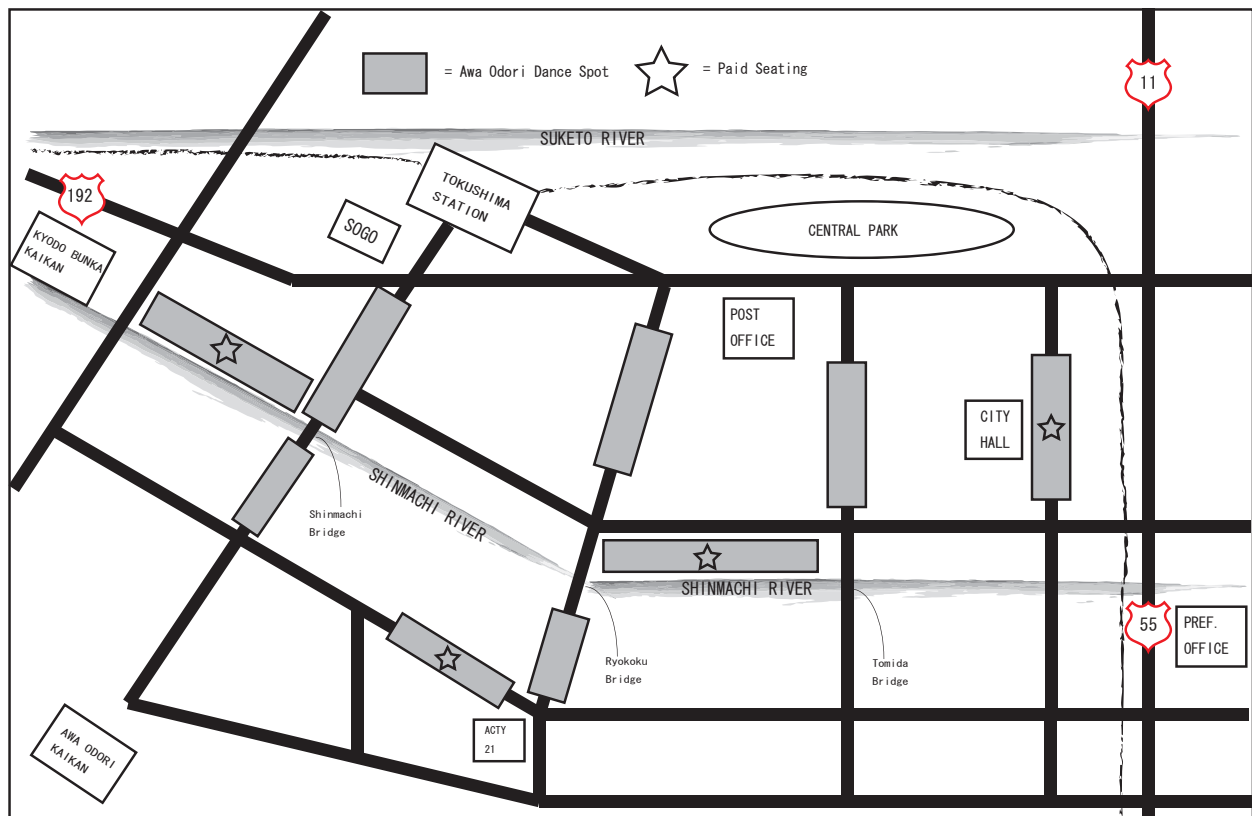 = Awa Odori Dance Spot
= Paid Seating
11
SUKETO RIVER
TOKUSHIMA
STATION
192
SOGO
KYODO BUNKA
KAIKAN
CENTRAL PARK
POST
OFFICE
CITY
HALL
SHINMACHI RIVER
Shinmachi
Bridge
SHINMACHI RIVER
55
PREF.
OFFICE
Ryokoku
Bridge
Tomida
Bridge
ACTY
21
AWA ODORI
KAIKAN